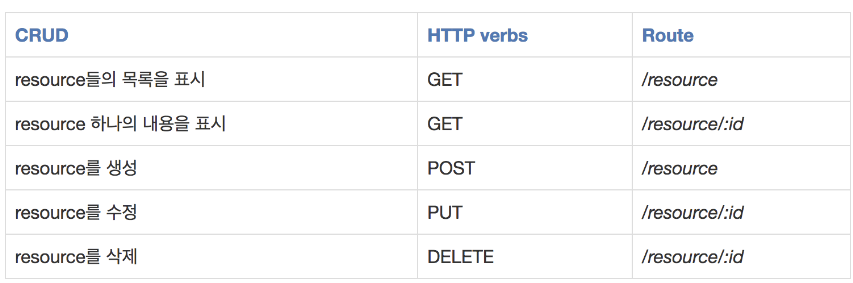 CRUD HTTP verbs Route
resource들의 목록을 표시 GET /resource
resource 하나의 내용을 표시 GET /resource/:id
resource를 생성 POST /resource
resource를 수정 PUT /resource/:id
resource를 삭제 DELETE /resource/:id